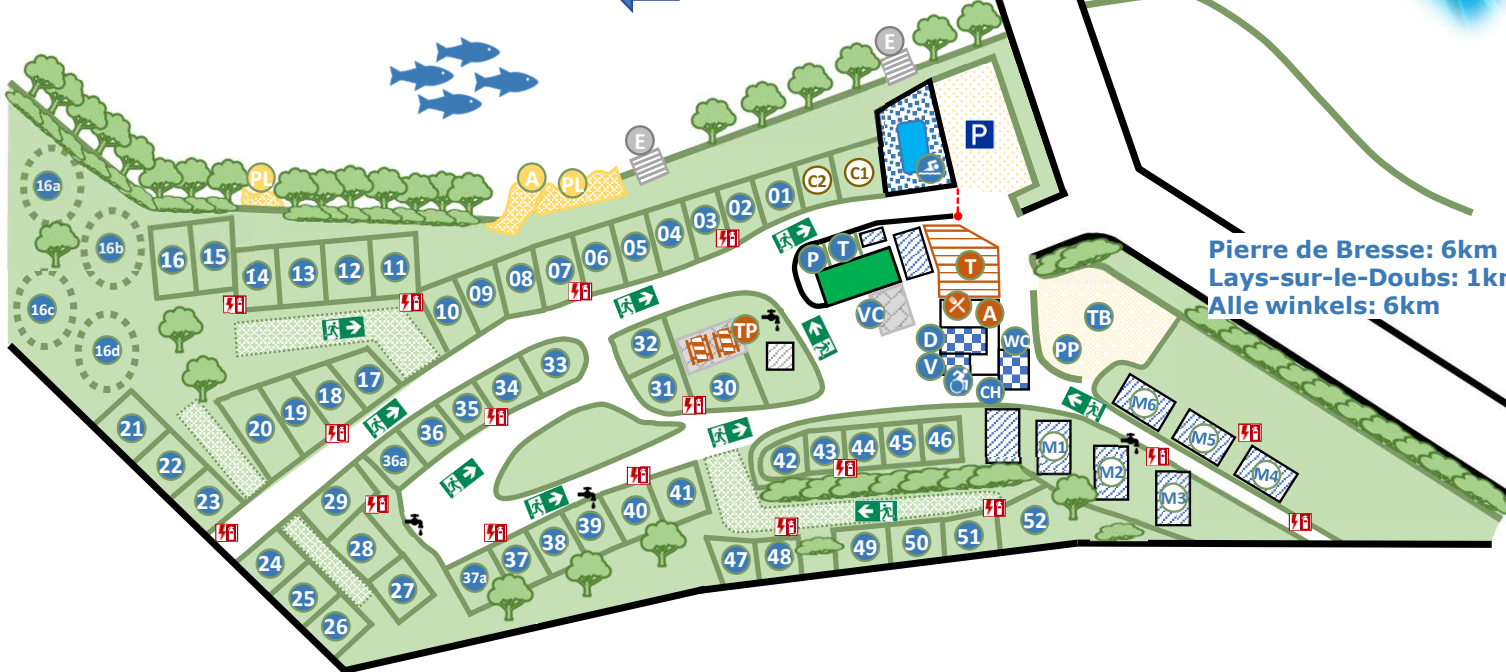 E
E
P
16a
PL
A
PL
C2
C1
01
02
03
04
05
06
07
08
09
10
16b
16
15
14
13
12
11
16c
16d
P
T
T
VC
A
D
V
WC
CH
TB
PP
Pierre de Bresse: 6km
Lays-sur-le-Doubs: 1km
Alle winkels: 6km
32
TP
31
30
33
34
35
36
36a
17
18
19
20
21
22
23
29
28
27
24
25
26
37a
37
38
39
40
41
42
43
44
45
46
47
48
49
50
51
52
M1
M2
M3
M6
M5
M4